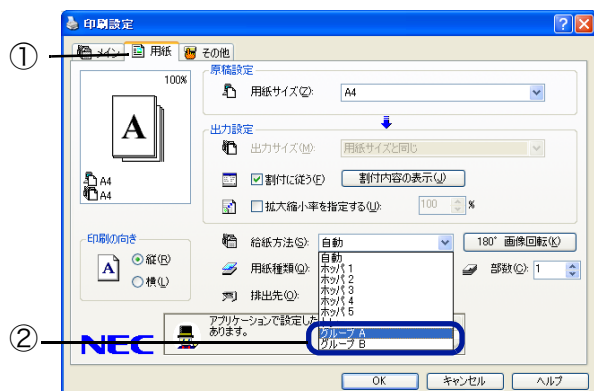 印刷設定
①
メイン 用紙 その他
100%
A
A4
A4
原稿設定
用紙サイズ(Z): A4
出力設定
出力サイズ(M): 用紙サイズと同じ
割付に従う(F) 割付内容の表示(J)
拡大縮小率を指定する(U): 100 %
印刷の向き
A
縦(R)
横(L)
給紙方法(S): 自動 180° 画像回転(K)
用紙種類(Q):
部数(C): 1
排出先(O):
自動
ホッパ 1
ホッパ 2
ホッパ 3
ホッパ 4
ホッパ 5
グループ A
グループ B
②
NEC
アプリケーションで設定した
あります。
OK キャンセル ヘルプ